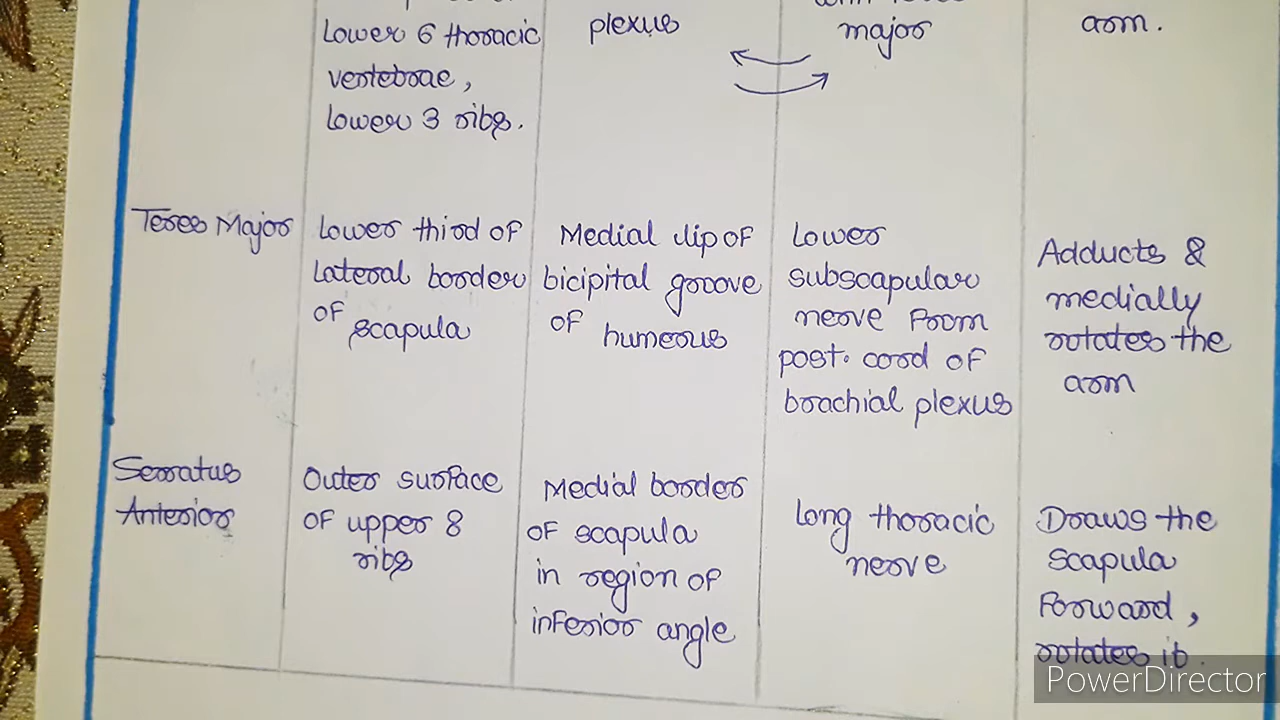 Lower 6 thoracic
vertebrae,
Lower 3 ribs.
plexus
major
arm.
Teres Major
Lower third of
Lateral border
of scapula
Medial lip of
bicipital groove
of humerous
Lower
subscapular
nerve from
post. cord of
brachial plexus
Adducts &
medially
rotates the
arm
Serratus
Anterior
Outer surface
of upper 8
ribs
Medial border
of scapula
in region of
inferior angle
Long thoracic
nerve
Draws the
scapula
Forward,
rotates it.
PowerDirector